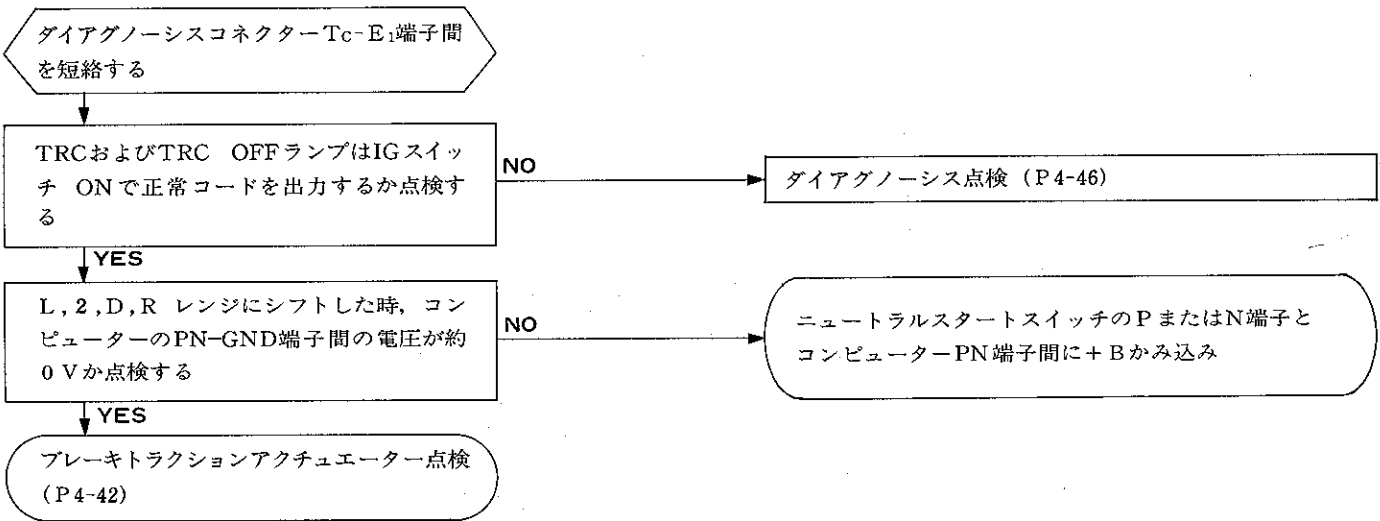 ダイアグノーシスコネクターTc-E₁端子間
を短絡する
TRCおよびTRC OFFランプはIGスイッ
チ ONで正常コードを出力するか点検す
る
NO
ダイアグノーシス点検 (P4-46)
YES
L,2,D,R レンジにシフトした時, コン
ピューターのPN-GND端子間の電圧が約
0 Vか点検する
NO
ニュートラルスタートスイッチのPまたはN端子と
コンピューターPN端子間に+Bかみ込み
YES
ブレーキトラクションアクチュエーター点検
(P4-42)